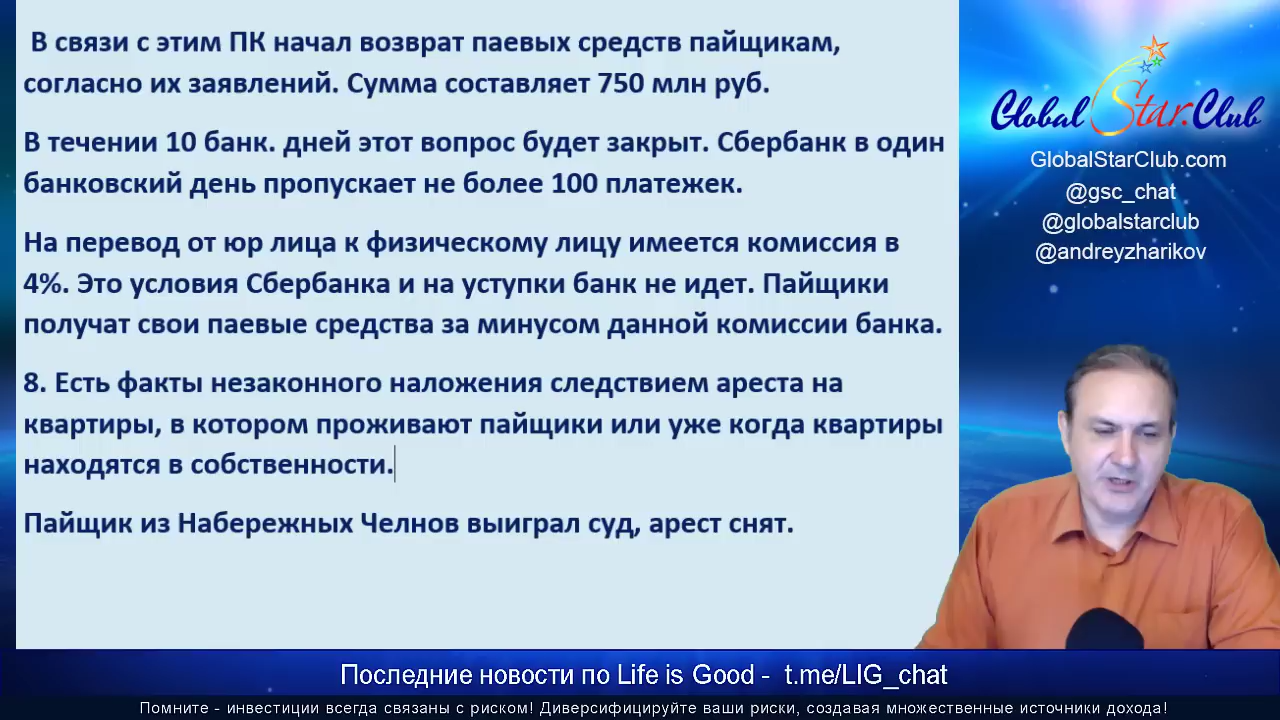 В связи с этим ПК начал возврат паевых средств пайщикам,
согласно их заявлений. Сумма составляет 750 млн руб.
В течении 10 банк. дней этот вопрос будет закрыт. Сбербанк в один
банковский день пропускает не более 100 платежек.
На перевод от юр лица к физическому лицу имеется комиссия в
4%. Это условия Сбербанка и на уступки банк не идет. Пайщики
получат свои паевые средства за минусом данной комиссии банка.
8. Есть факты незаконного наложения следствием ареста на
квартиры, в котором проживают пайщики или уже когда квартиры
находятся в собственности.
Пайщик из Набережных Челнов выиграл суд, арест снят.
Global Star Club
GlobalStarClub.com
@gsc_chat
@globalstarclub
@andreyzharikov
Последние новости по Life is Good - t.me/LIG_chat
Помните - инвестиции всегда связаны с риском! Диверсифицируйте ваши риски, создавая множественные источники дохода!